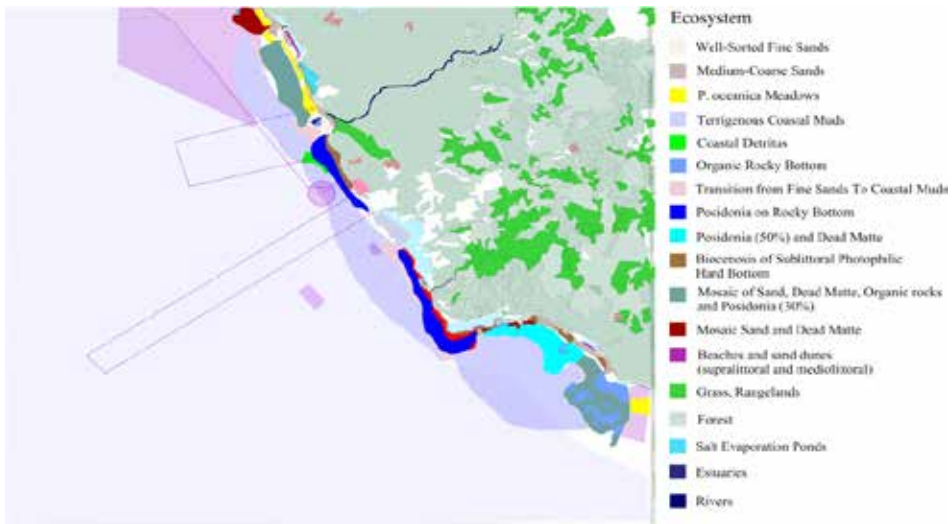 Ecosystem
Well-Sorted Fine Sands
Medium-Coarse Sands
P. oceanica Meadows
Terrigenous Coastal Muds
Coastal Detritas
Organic Rocky Bottom
Transition from Fine Sands To Coastal Muds
Posidonia on Rocky Bottom
Posidonia (50%) and Dead Matte
Biocenosis of Sublittoral Photophilic
Hard Bottom
Mosaic of Sand, Dead Matte, Organic rocks
and Posidonia (30%)
Mosaic Sand and Dead Matte
Beaches and sand dunes
(supralittoral and mediolittoral)
Grass, Rangelands
Forest
Salt Evaporation Ponds
Estuaries
Rivers